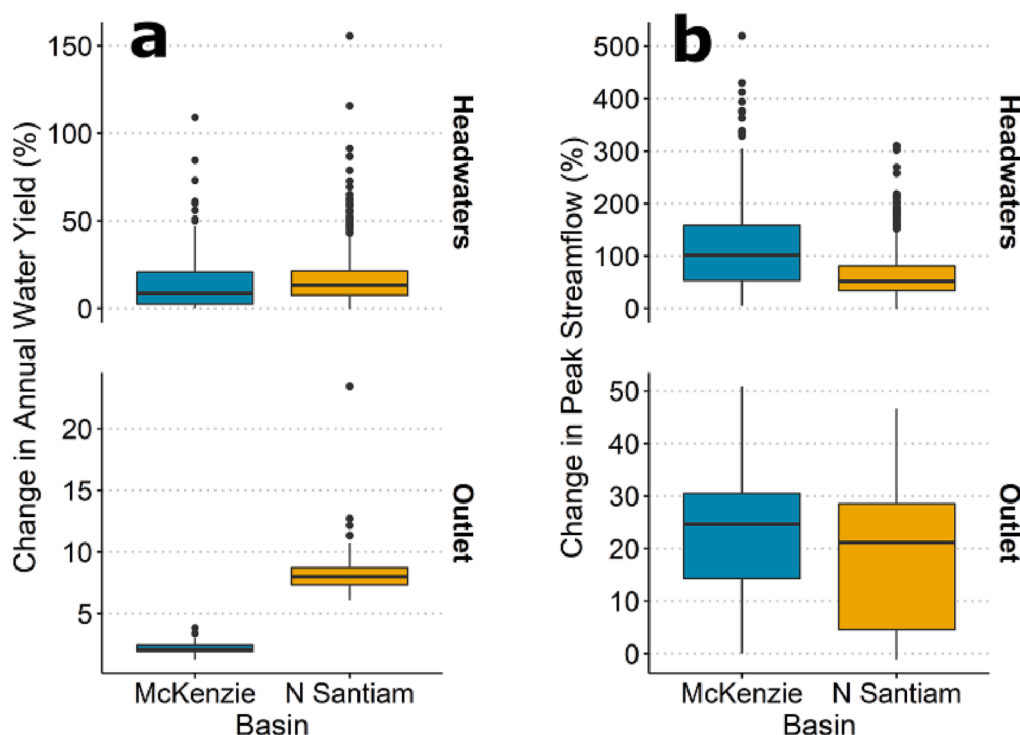 a
Change in Annual Water Yield (%)
150
100
50
0
Headwaters
20
15
10
5
Outlet
McKenzie
N Santiam
Basin
b
Change in Peak Streamflow (%)
500
400
300
200
100
0
Headwaters
50
40
30
20
10
0
Outlet
McKenzie
N Santiam
Basin